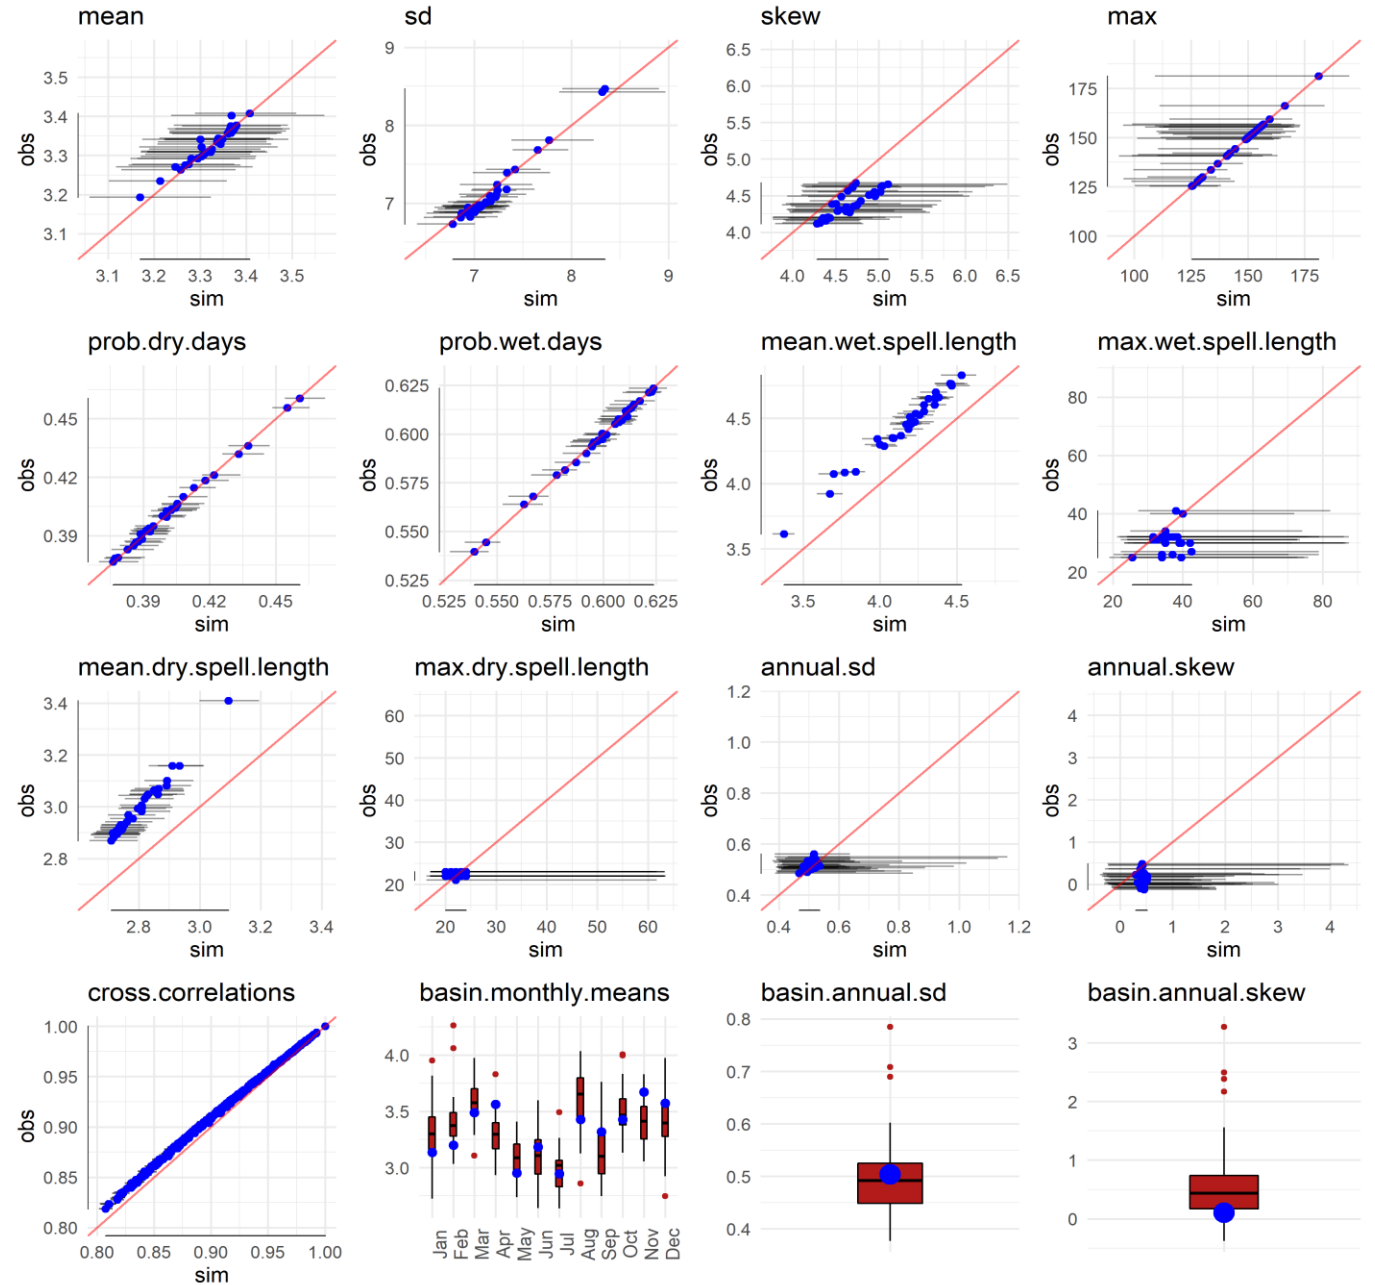 mean sd skew max
3.5 3.4 3.3 3.2 3.1
obs
3.1 3.2 3.3 3.4 3.5
sim
9 8 7
obs
7 8 9
sim
6.5 6.0 5.5 5.0 4.5 4.0
obs
4.0 4.5 5.0 5.5 6.0 6.5
sim
175 150 125 100
obs
100 125 150 175
sim
prob.dry.days prob.wet.days mean.wet.spell.length max.wet.spell.length
0.45 0.42 0.39
obs
0.39 0.42 0.45
sim
0.625 0.600 0.575 0.550 0.525
obs
0.525 0.550 0.575 0.600 0.625
sim
4.5 4.0 3.5
obs
3.5 4.0 4.5
sim
80 60 40 20
obs
20 40 60 80
sim
mean.dry.spell.length max.dry.spell.length annual.sd annual.skew
3.4 3.2 3.0 2.8
obs
2.8 3.0 3.2 3.4
sim
60 50 40 30 20
obs
20 30 40 50 60
sim
1.2 1.0 0.8 0.6 0.4
obs
0.4 0.6 0.8 1.0 1.2
sim
4 3 2 1 0
obs
0 1 2 3 4
sim
cross.correlations basin.monthly.means basin.annual.sd basin.annual.skew
1.00 0.95 0.90 0.85 0.80
obs
0.80 0.85 0.90 0.95 1.00
sim
4.0 3.5 3.0
Jan Feb Mar Apr May Jun Jul Aug Sep Oct Nov Dec
0.8 0.7 0.6 0.5 0.4
3 2 1 0